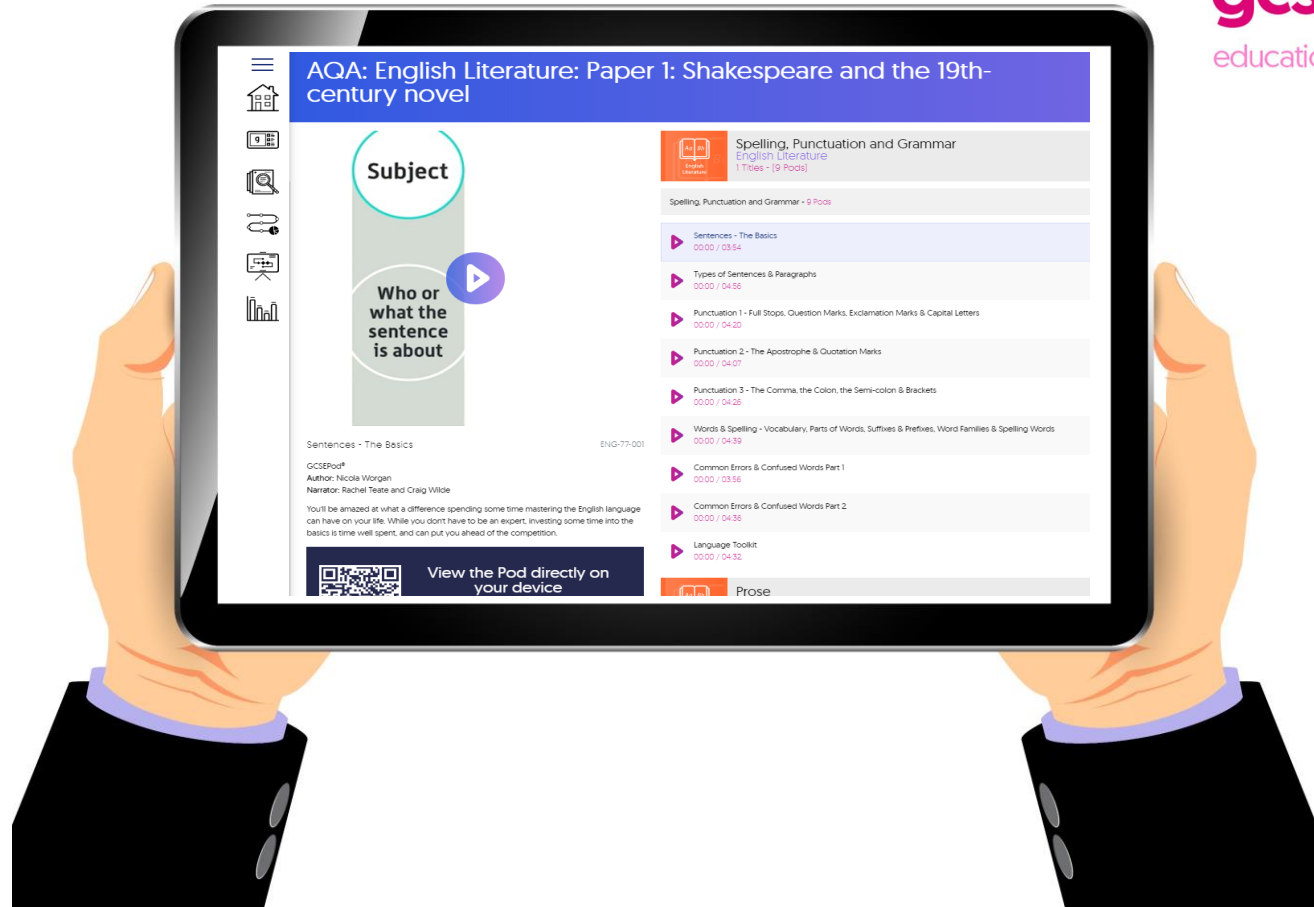 gcs
educatio
AQA: English Literature: Paper 1: Shakespeare and the 19th-
century novel
Subject
Who or
what the
sentence
is about
Sentences - The Basics
ENG-77-001
GCSEPod®
Author: Nicola Worgan
Narrator: Rachel Teate and Craig Wilde
You'll be amazed at what a difference spending some time mastering the English language
can have on your life. While you don't have to be an expert, investing some time into the
basics is time well spent, and can put you ahead of the competition.
View the Pod directly on
your device
English
Literature
Spelling, Punctuation and Grammar
English Literature
1 Titles - (9 Pods)
Spelling, Punctuation and Grammar - 9 Pods
Sentences - The Basics
00:00 / 03:54
Types of Sentences & Paragraphs
00:00 / 04:56
Punctuation 1 - Full Stops, Question Marks, Exclamation Marks & Capital Letters
00:00 / 04:20
Punctuation 2 - The Apostrophe & Quotation Marks
00:00 / 04:07
Punctuation 3 - The Comma, the Colon, the Semi-colon & Brackets
00:00 / 04:26
Words & Spelling - Vocabulary, Parts of Words, Suffixes & Prefixes, Word Families & Spelling Words
00:00 / 04:39
Common Errors & Confused Words Part 1
00:00 / 03:56
Common Errors & Confused Words Part 2
00:00 / 04:36
Language Toolkit
00:00 / 04:32
Prose